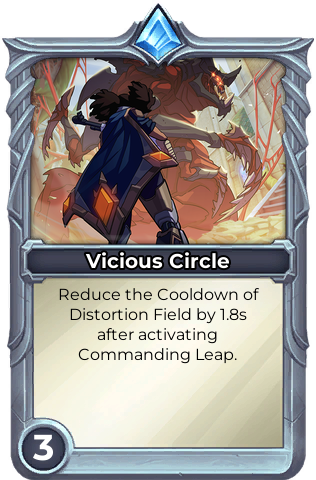 Vicious Circle
Reduce the Cooldown of
Distortion Field by 1.8s
after activating
Commanding Leap.
3